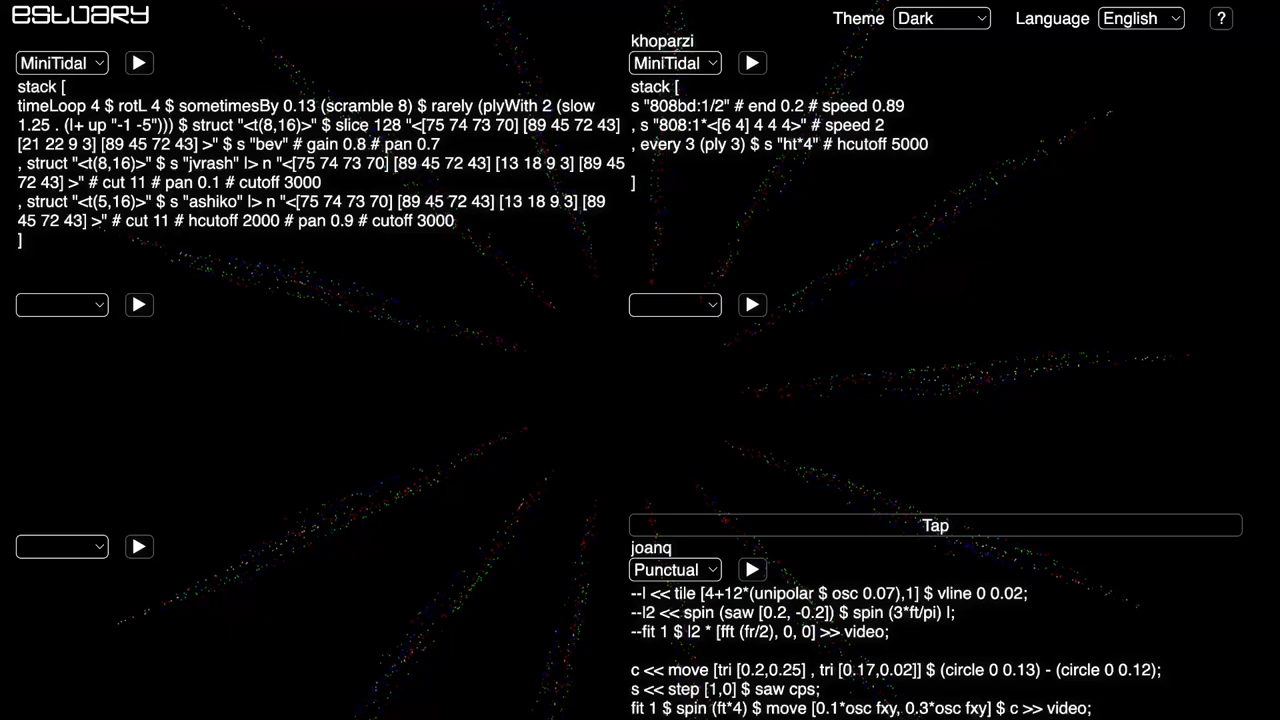 estuary
Theme Dark Language English ?
MiniTidal
stack [
timeLoop 4 $ rotL 4 $ sometimesBy 0.13 (scramble 8) $ rarely (plyWith 2 (slow
1.25 . (|+ up "-1 -5"))) $ struct "<t(8,16)>" $ slice 128 "<[75 74 73 70] [89 45 72 43]
[21 22 9 3] [89 45 72 43] >" $ s "bev" # gain 0.8 # pan 0.7
, struct "<t(8,16)>" $ s "jvrash" |> n "<[75 74 73 70] [89 45 72 43] [13 18 9 3] [89 45
72 43] >" # cut 11 # pan 0.1 # cutoff 3000
, struct "<t(5,16)>" $ s "ashiko" |> n "<[75 74 73 70] [89 45 72 43] [13 18 9 3] [89
45 72 43] >" # cut 11 # hcutoff 2000 # pan 0.9 # cutoff 3000
]
khoparzi
MiniTidal
stack [
s "808bd:1/2" # end 0.2 # speed 0.89
, s "808:1*<[6 4] 4 4 4>" # speed 2
, every 3 (ply 3) $ s "ht*4" # hcutoff 5000
]
Tap
joanq
Punctual
--l << tile [4+12*(unipolar $ osc 0.07),1] $ vline 0 0.02;
--l2 << spin (saw [0.2, -0.2]) $ spin (3*ft/pi) l;
--fit 1 $ l2 * [fft (fr/2), 0, 0] >> video;
c << move [tri [0.2,0.25] , tri [0.17,0.02]] $ (circle 0 0.13) - (circle 0 0.12);
s << step [1,0] $ saw cps;
fit 1 $ spin (ft*4) $ move [0.1*osc fxy, 0.3*osc fxy] $ c >> video;